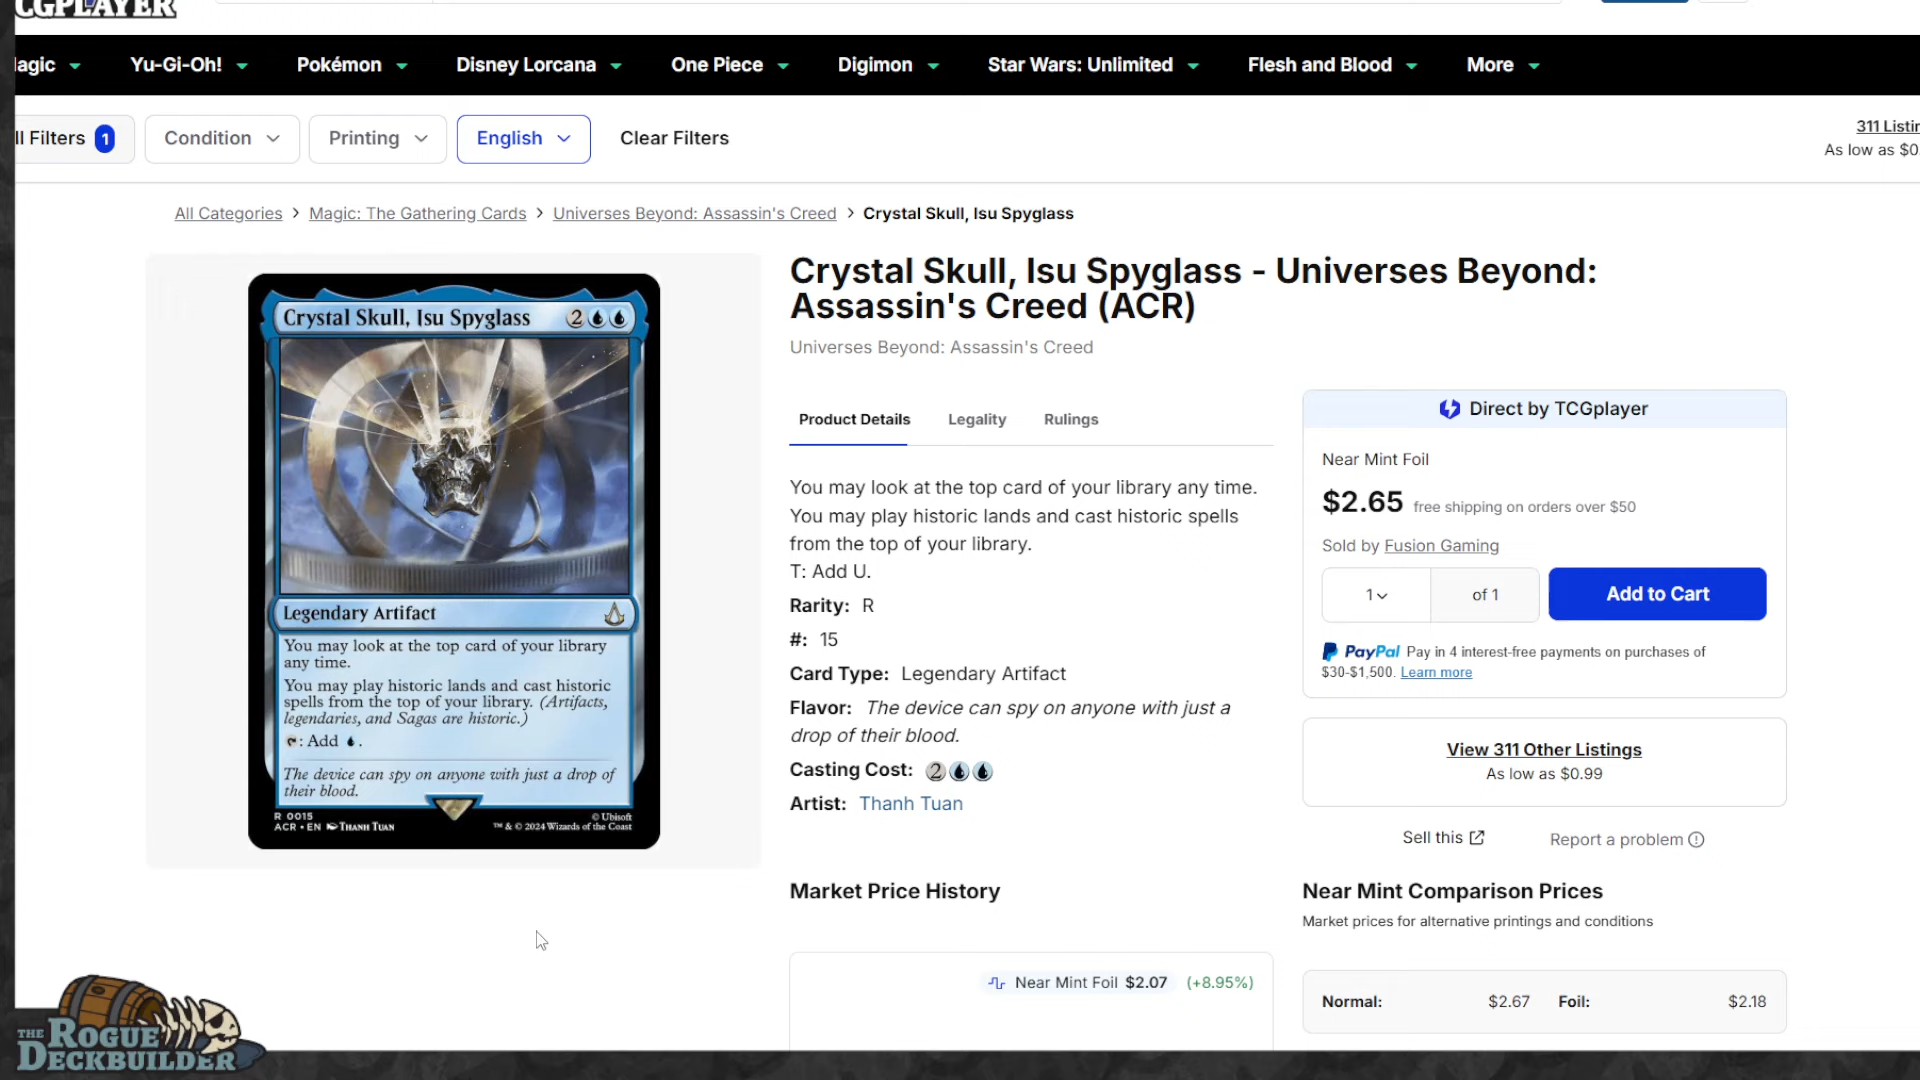 CGPLAYER
agic
Yu-Gi-Oh!
Pokémon
Disney Lorcana
One Piece
Digimon
Star Wars: Unlimited
Flesh and Blood
More
ll Filters 1
Condition
Printing
English
Clear Filters
311 Listin
As low as $0.
All Categories > Magic: The Gathering Cards > Universes Beyond: Assassin's Creed > Crystal Skull, Isu Spyglass
Crystal Skull, Isu Spyglass 2
Legendary Artifact
You may look at the top card of your library
any time.
You may play historic lands and cast historic
spells from the top of your library. (Artifacts,
legendaries, and Sagas are historic.)
: Add .
The device can spy on anyone with just a drop of
their blood.
R 0015
ACR • EN THANH TUAN
© Ubisoft
™ & © 2024 Wizards of the Coast
Crystal Skull, Isu Spyglass - Universes Beyond:
Assassin's Creed (ACR)
Universes Beyond: Assassin's Creed
Product Details
Legality
Rulings
You may look at the top card of your library any time.
You may play historic lands and cast historic spells
from the top of your library.
T: Add U.
Rarity: R
#: 15
Card Type: Legendary Artifact
Flavor: The device can spy on anyone with just a
drop of their blood.
Casting Cost: 2
Artist: Thanh Tuan
Direct by TCGplayer
Near Mint Foil
$2.65 free shipping on orders over $50
Sold by Fusion Gaming
1
of 1
Add to Cart
PayPal Pay in 4 interest-free payments on purchases of
$30-$1,500. Learn more
View 311 Other Listings
As low as $0.99
Sell this
Report a problem
Market Price History
Near Mint Foil $2.07 (+8.95%)
Near Mint Comparison Prices
Market prices for alternative printings and conditions
Normal: $2.67 Foil: $2.18
THE ROGUE
DECKBUILDER